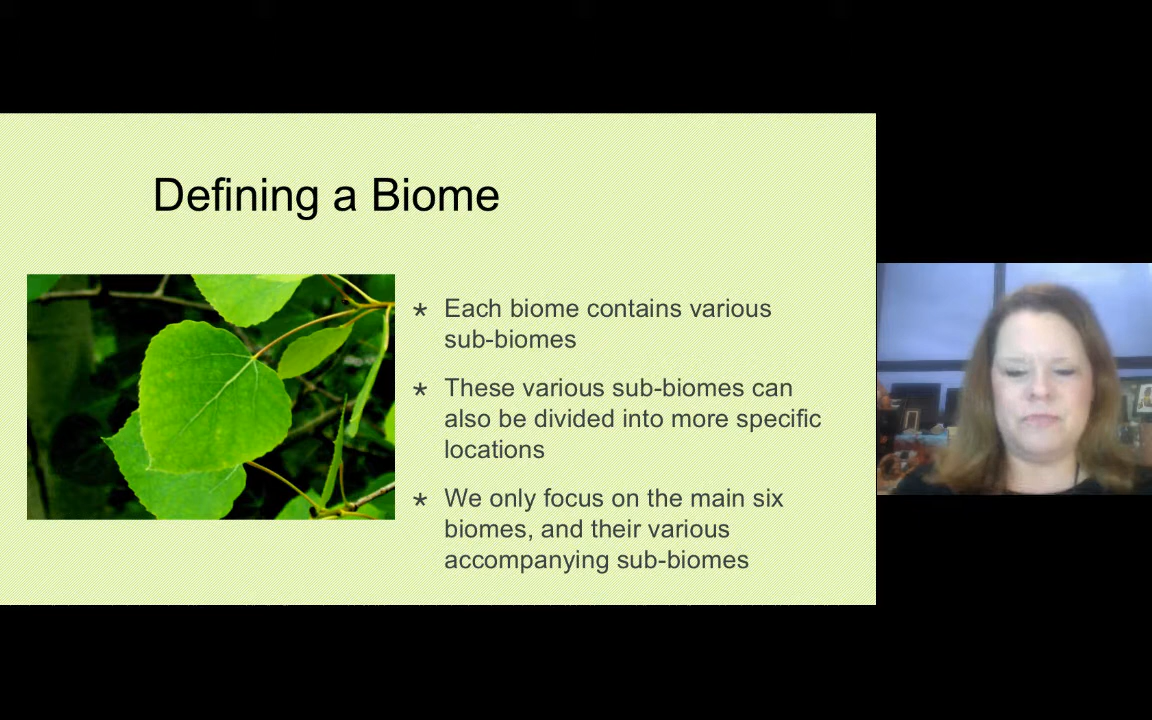 Defining a Biome
* Each biome contains various
sub-biomes
* These various sub-biomes can
also be divided into more specific
locations
* We only focus on the main six
biomes, and their various
accompanying sub-biomes